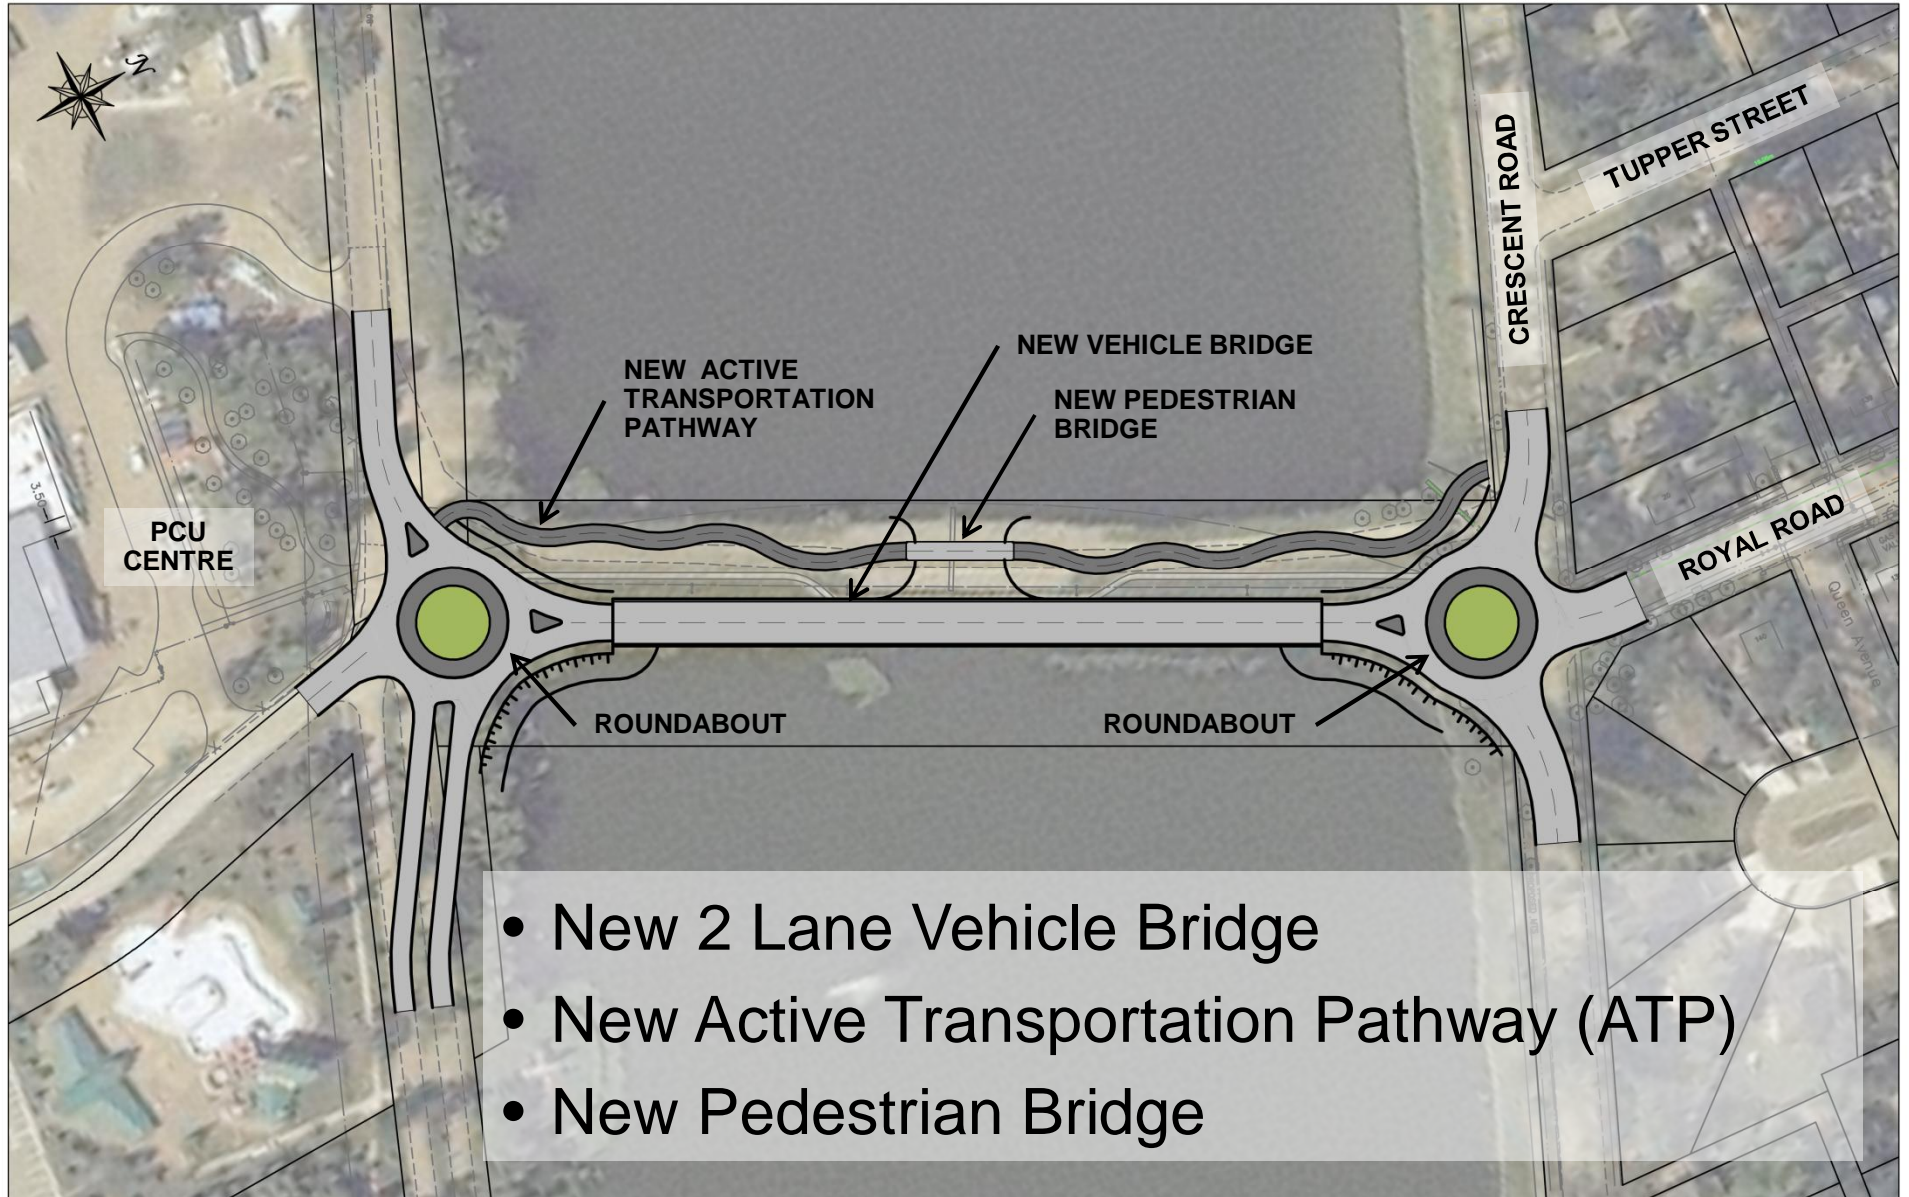 N
CRESCENT ROAD
TUPPER STREET
NEW VEHICLE BRIDGE
NEW ACTIVE
TRANSPORTATION
PATHWAY
NEW PEDESTRIAN
BRIDGE
3.50
PCU
CENTRE
ROYAL ROAD
Queen Avenue
ROUNDABOUT
ROUNDABOUT
• New 2 Lane Vehicle Bridge
• New Active Transportation Pathway (ATP)
• New Pedestrian Bridge